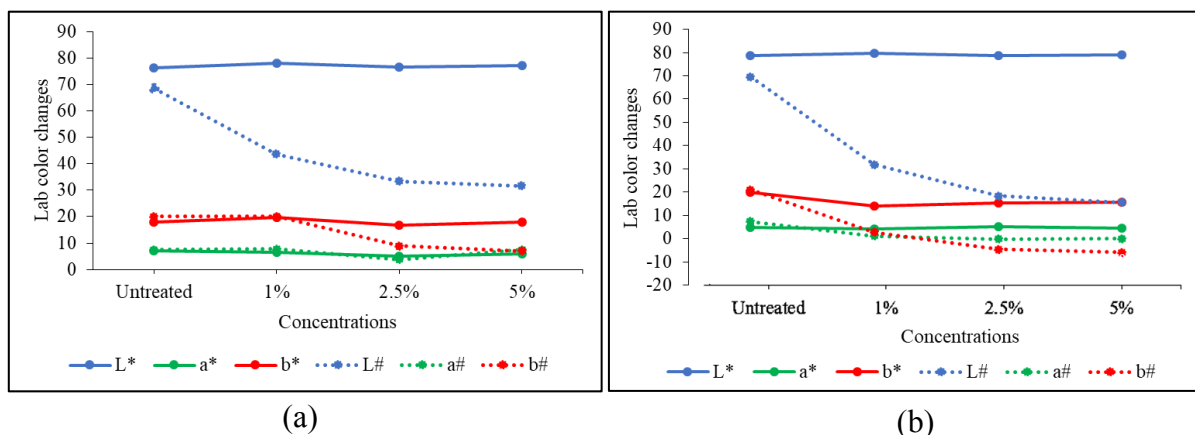 90
80
70
60
50
40
30
20
10
0
Lab color changes
Untreated 1% 2.5% 5%
Concentrations
L* a* b* L# a# b#
(a)
90
80
70
60
50
40
30
20
10
0
-10
-20
Lab color changes
Untreated 1% 2.5% 5%
Concentrations
L* a* b* L# a# b#
(b)